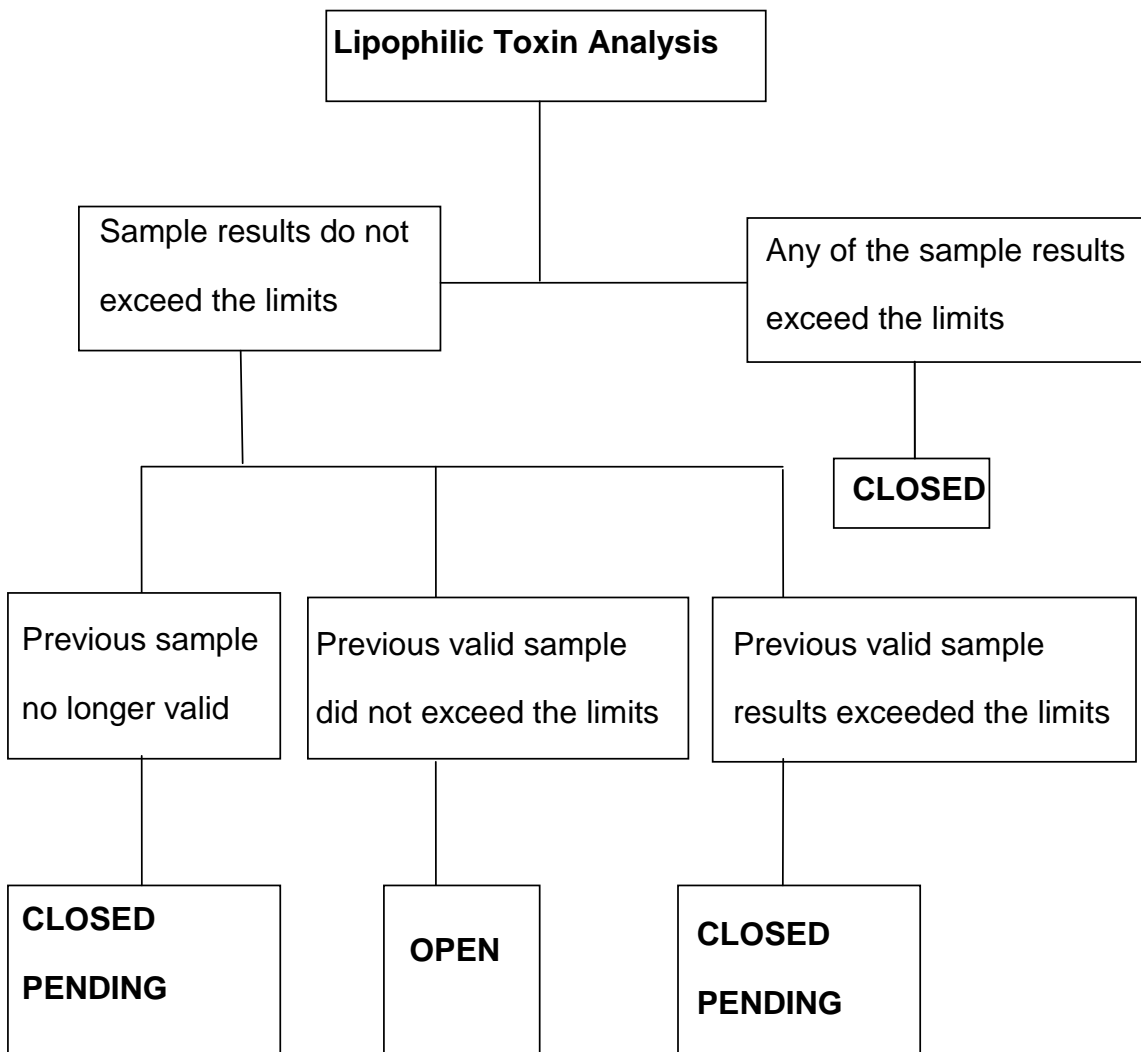 Lipophilic Toxin Analysis
Sample results do not
exceed the limits
Any of the sample results
exceed the limits
CLOSED
Previous sample
no longer valid
Previous valid sample
did not exceed the limits
Previous valid sample
results exceeded the limits
CLOSED
PENDING
OPEN
CLOSED
PENDING